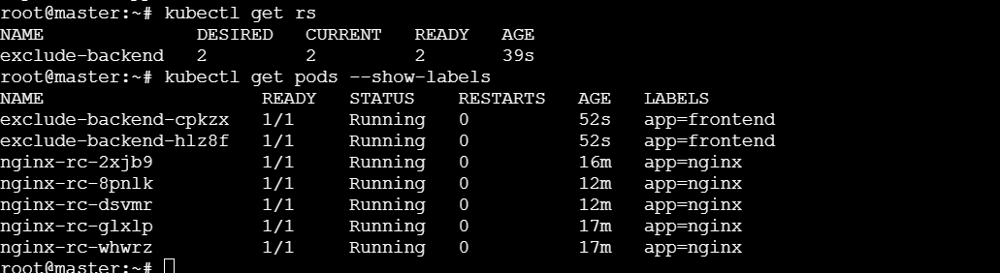 root@master:~# kubectl get rs
NAME DESIRED CURRENT READY AGE
exclude-backend 2 2 2 39s
root@master:~# kubectl get pods --show-labels
NAME READY STATUS RESTARTS AGE LABELS
exclude-backend-cpkzx 1/1 Running 0 52s app=frontend
exclude-backend-hlz8f 1/1 Running 0 52s app=frontend
nginx-rc-2xjb9 1/1 Running 0 16m app=nginx
nginx-rc-8pnlk 1/1 Running 0 12m app=nginx
nginx-rc-dsvmr 1/1 Running 0 12m app=nginx
nginx-rc-glxlp 1/1 Running 0 17m app=nginx
nginx-rc-whwrz 1/1 Running 0 17m app=nginx
root@master:~#